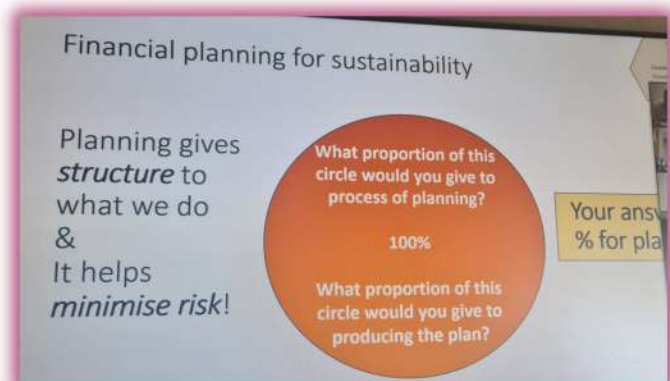 Financial planning for sustainability
Planning gives
structure to
what we do
&
It helps
minimise risk!
What proportion of this
circle would you give to
process of planning?
100%
What proportion of this
circle would you give to
producing the plan?
Your
% for